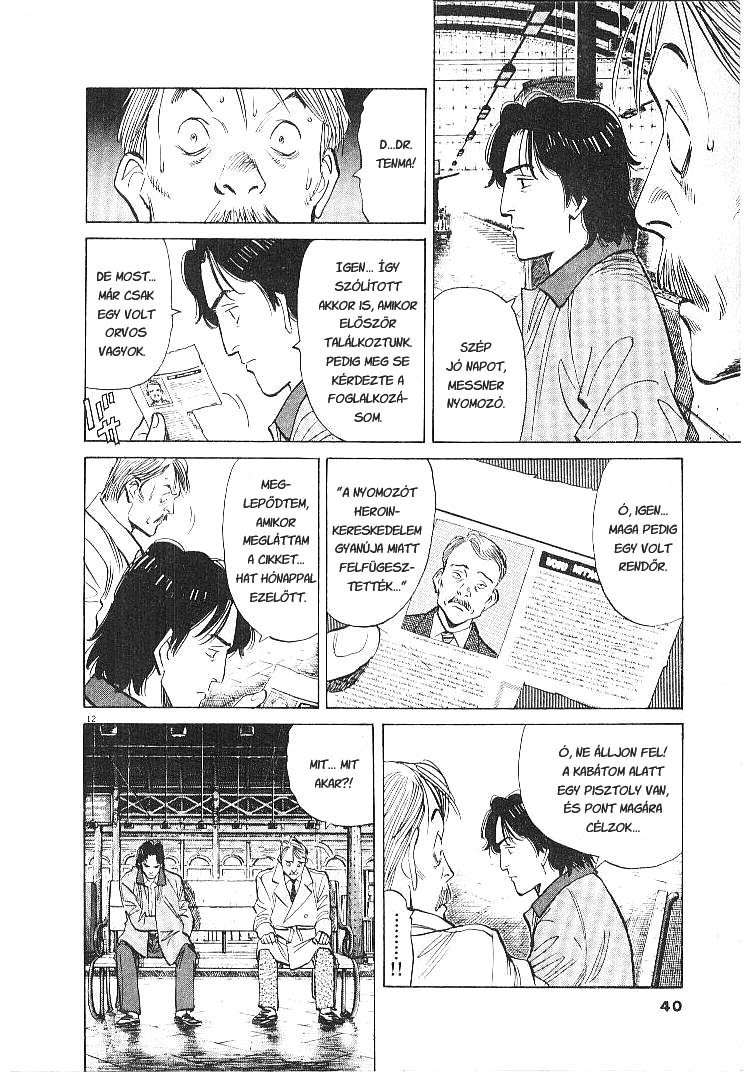 SZÉP
JÓ NAPOT,
MESSNER
NYOMOZÓ.
D...DR.
TENMA!
IGEN... ÍGY
SZÓLÍTOTT
AKKOR IS, AMIKOR
ELŐSZÖR
TALÁLKOZTUNK.
PEDIG MEG SE
KÉRDEZTE A
FOGLALKOZÁ-
SOM.
DE MOST...
MÁR CSAK
EGY VOLT
ORVOS
VAGYOK.
Ó, IGEN...
MAGA PEDIG
EGY VOLT
RENDŐR.
"A NYOMOZÓT
HEROIN-
KERESKEDELEM
GYANÚJA MIATT
FELFÜGESZ-
TETTÉK..."
MEG-
LEPŐDTEM,
AMIKOR
MEGLÁTTAM
A CIKKET...
HAT HÓNAPPAL
EZELŐTT.
12
Ó, NE ÁLLJON FEL!
A KABÁTOM ALATT
EGY PISZTOLY VAN,
ÉS PONT MAGÁRA
CÉLZOK...
........!!
MIT... MIT
AKAR?!
40